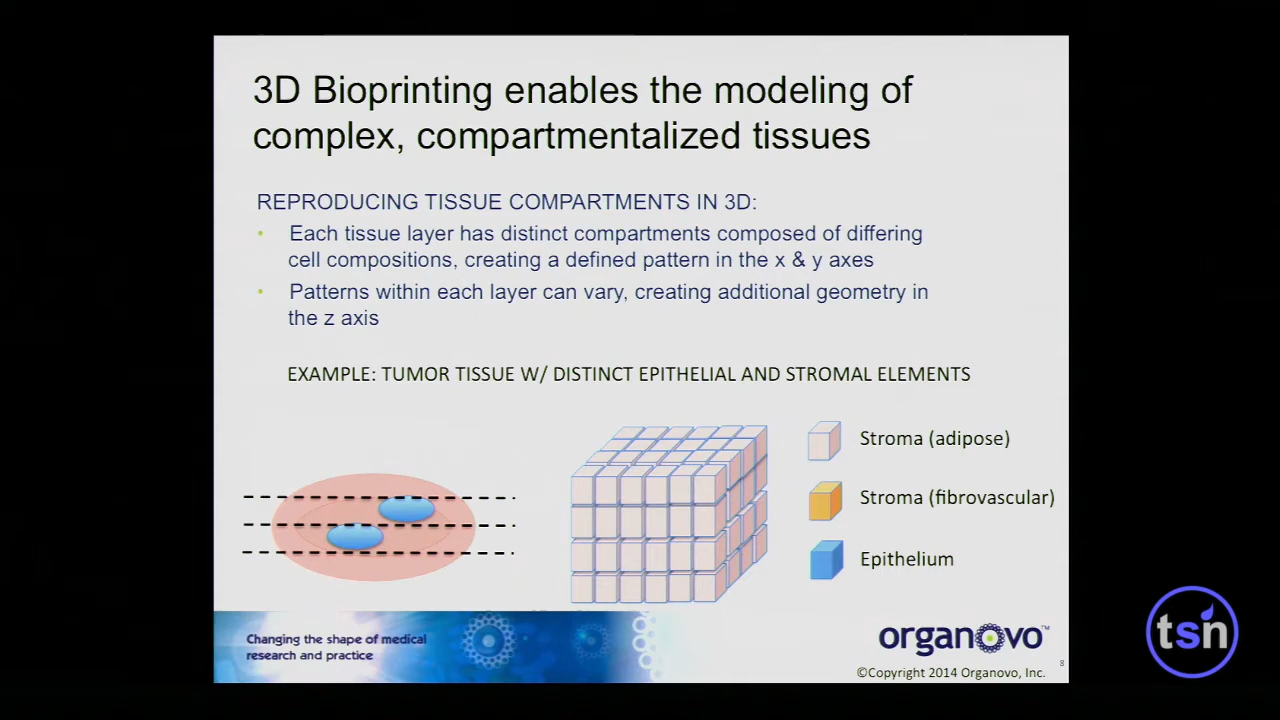 3D Bioprinting enables the modeling of
complex, compartmentalized tissues
REPRODUCING TISSUE COMPARTMENTS IN 3D:
• Each tissue layer has distinct compartments composed of differing
cell compositions, creating a defined pattern in the x & y axes
• Patterns within each layer can vary, creating additional geometry in
the z axis
EXAMPLE: TUMOR TISSUE W/ DISTINCT EPITHELIAL AND STROMAL ELEMENTS
Stroma (adipose)
Stroma (fibrovascular)
Epithelium
Changing the shape of medical
research and practice
organovo™
8
©Copyright 2014 Organovo, Inc.
tsn